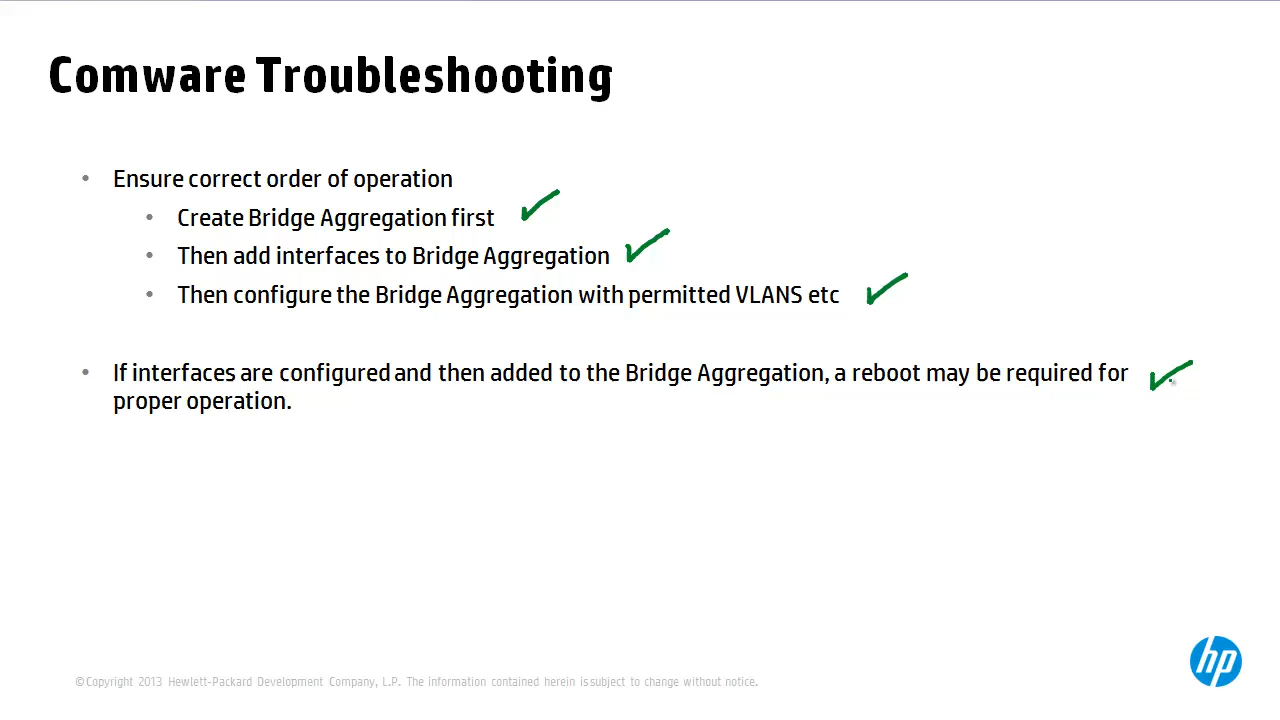 Comware Troubleshooting
• Ensure correct order of operation
• Create Bridge Aggregation first
• Then add interfaces to Bridge Aggregation
• Then configure the Bridge Aggregation with permitted VLANS etc
• If interfaces are configured and then added to the Bridge Aggregation, a reboot may be required for
proper operation.
hp
©Copyright 2013 Hewlett-Packard Development Company, L.P. The information contained herein is subject to change without notice.